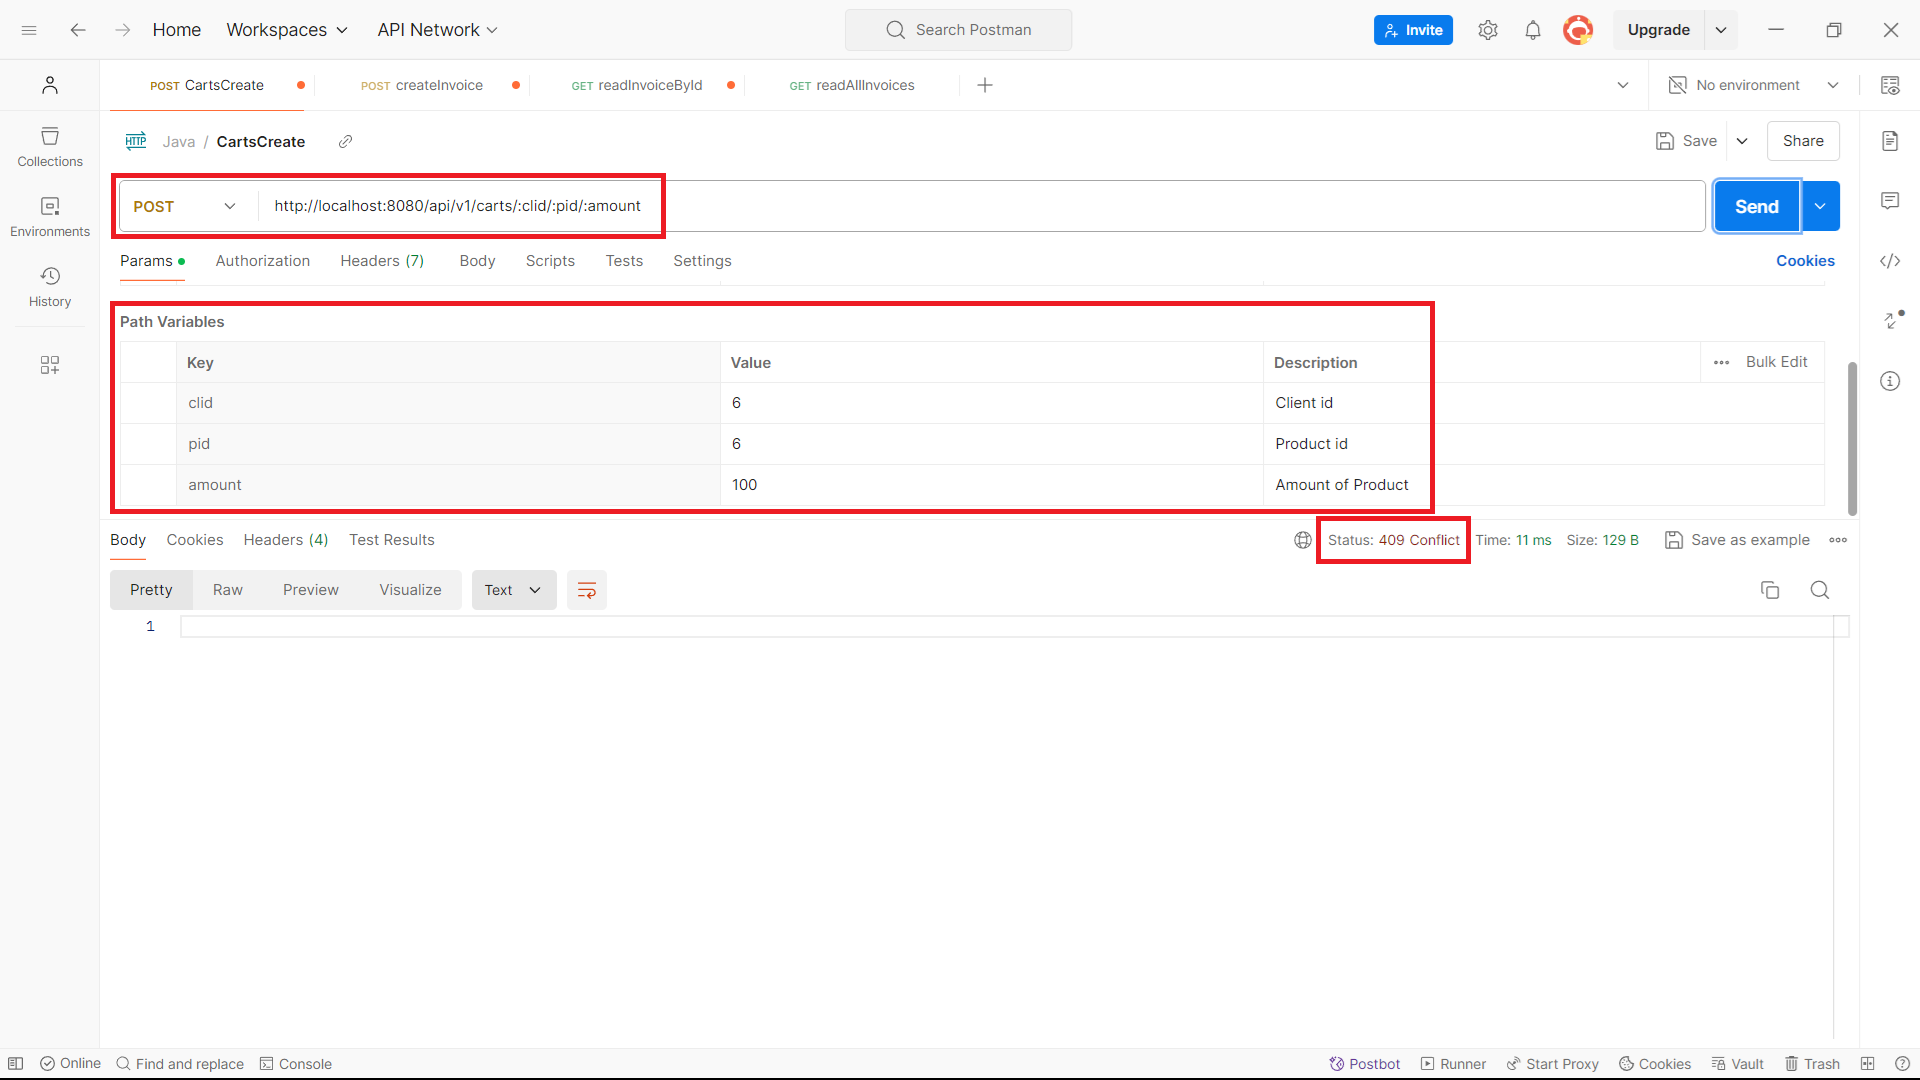 Home Workspaces API Network Search Postman Invite Upgrade
POST CartsCreate POST createInvoice GET readInvoiceById GET readAllInvoices No environment
HTTP Java / CartsCreate Save Share
Collections
POST http://localhost:8080/api/v1/carts/:clid/:pid/:amount Send
Environments
Params Authorization Headers (7) Body Scripts Tests Settings Cookies
History
Path Variables
Key Value Description Bulk Edit
clid 6 Client id
pid 6 Product id
amount 100 Amount of Product
Body Cookies Headers (4) Test Results Status: 409 Conflict Time: 11 ms Size: 129 B Save as example
Pretty Raw Preview Visualize Text
1
Online Find and replace Console Postbot Runner Start Proxy Cookies Vault Trash